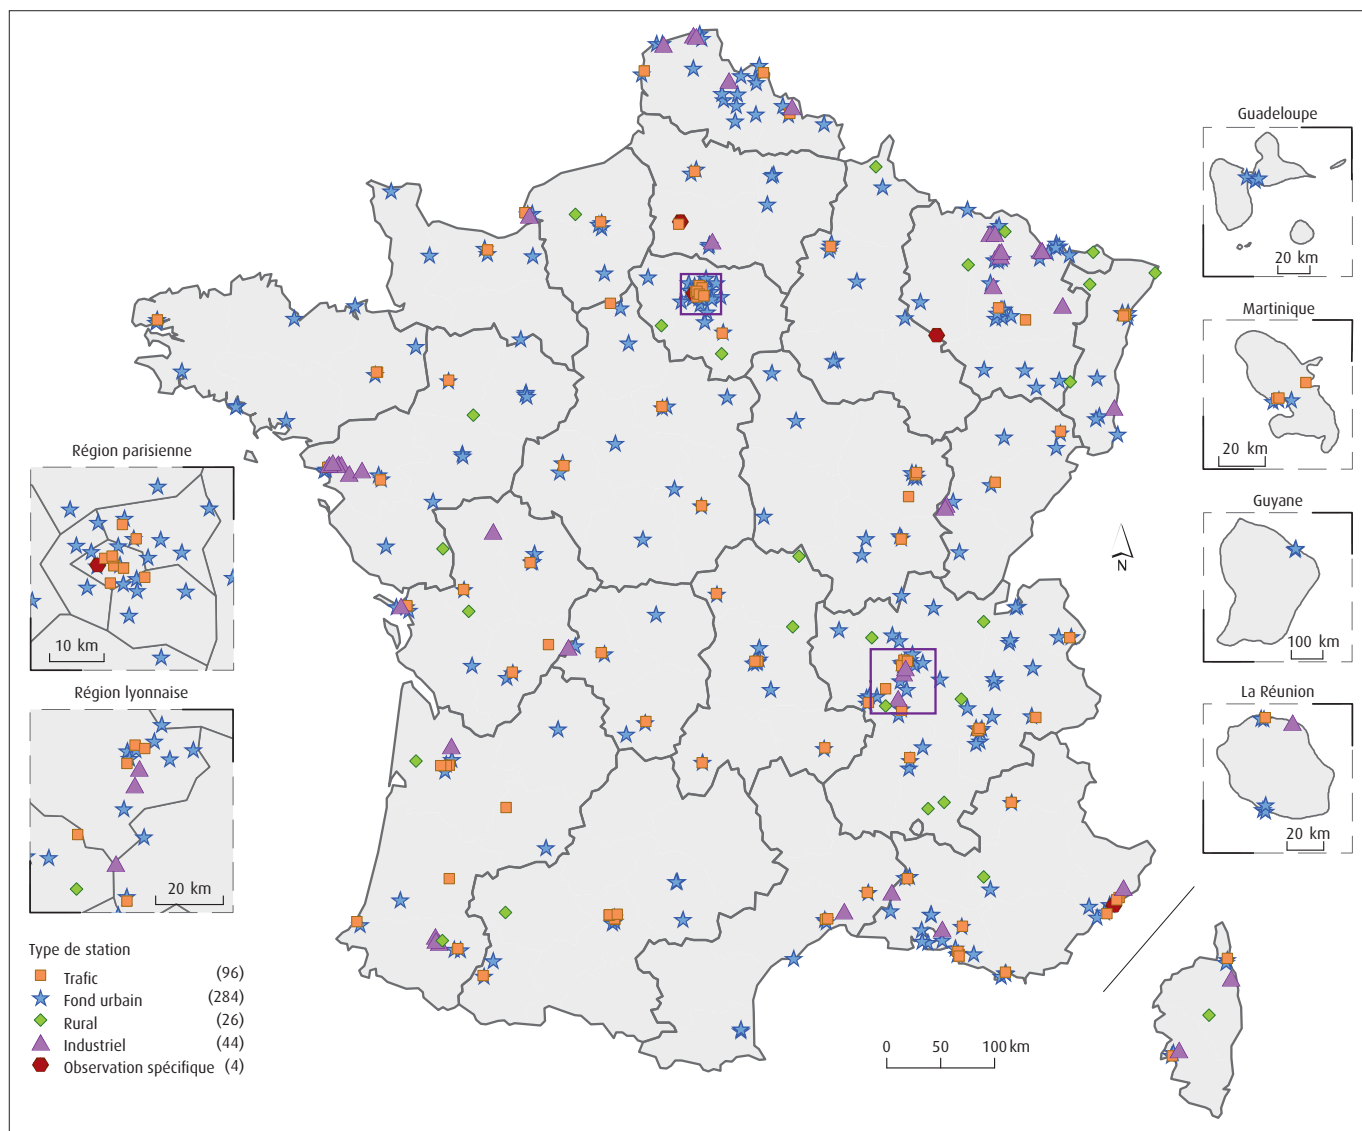 Guadeloupe
20 km
Martinique
20 km
Guyane
100 km
La Réunion
20 km
N
Région parisienne
10 km
Région lyonnaise
20 km
Type de station
Trafic (96)
Fond urbain (284)
Rural (26)
Industriel (44)
Observation spécifique (4)
0 50 100 km